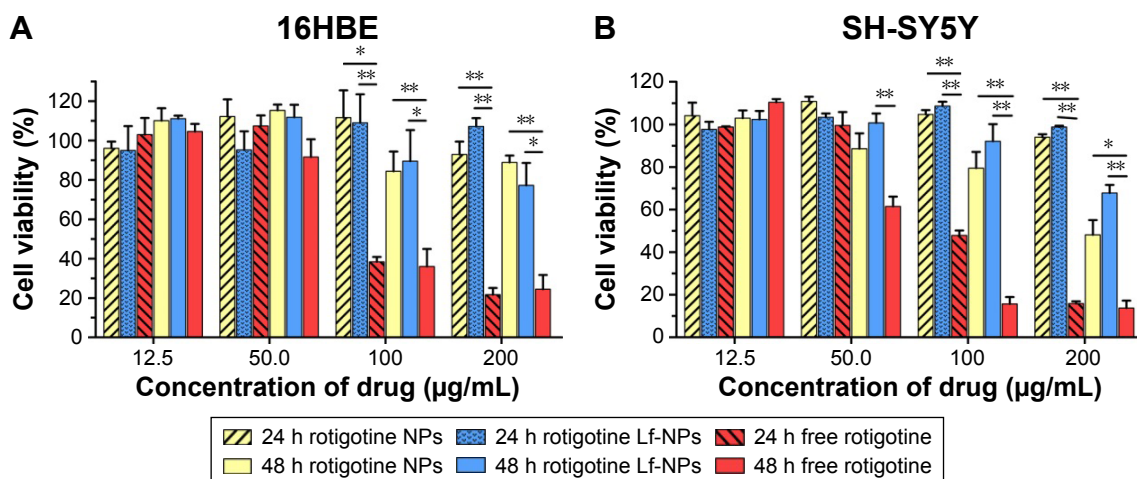 A
16HBE
* ** ** * ** ** ** *
Cell viability (%)
120
100
80
60
40
20
0
12.5 50.0 100 200
Concentration of drug (µg/mL)
B
SH-SY5Y
** ** ** ** ** ** ** * **
Cell viability (%)
120
100
80
60
40
20
0
12.5 50.0 100 200
Concentration of drug (µg/mL)
24 h rotigotine NPs 24 h rotigotine Lf-NPs 24 h free rotigotine
48 h rotigotine NPs 48 h rotigotine Lf-NPs 48 h free rotigotine